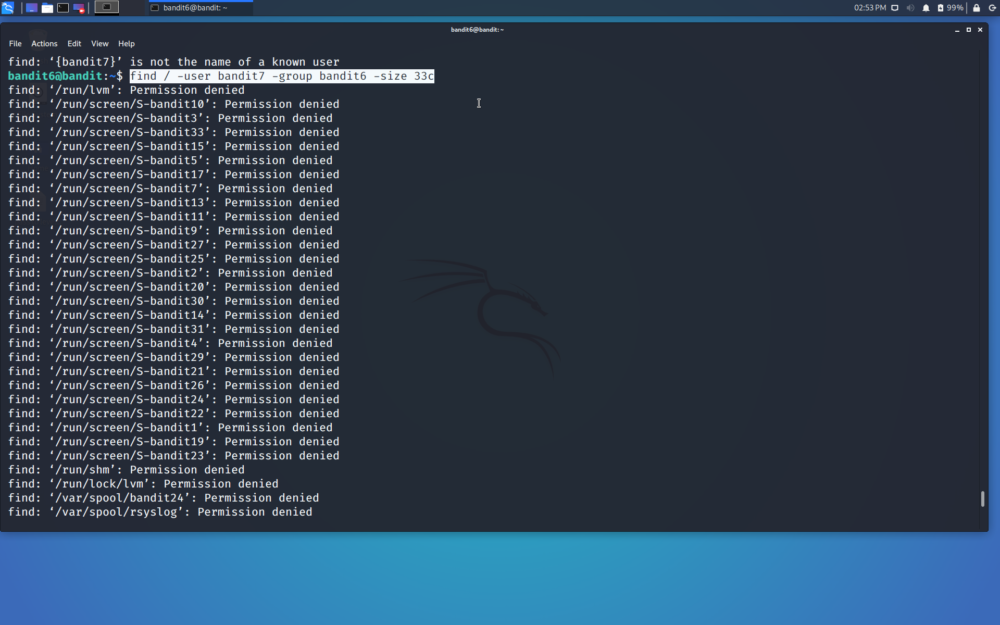 bandit6@bandit: ~
02:53 PM
99%
bandit6@bandit: ~
File Actions Edit View Help
find: ‘{bandit7}’ is not the name of a known user
bandit6@bandit:~$ find / -user bandit7 -group bandit6 -size 33c
find: ‘/run/lvm’: Permission denied
find: ‘/run/screen/S-bandit10’: Permission denied
find: ‘/run/screen/S-bandit3’: Permission denied
find: ‘/run/screen/S-bandit33’: Permission denied
find: ‘/run/screen/S-bandit15’: Permission denied
find: ‘/run/screen/S-bandit5’: Permission denied
find: ‘/run/screen/S-bandit17’: Permission denied
find: ‘/run/screen/S-bandit7’: Permission denied
find: ‘/run/screen/S-bandit13’: Permission denied
find: ‘/run/screen/S-bandit11’: Permission denied
find: ‘/run/screen/S-bandit9’: Permission denied
find: ‘/run/screen/S-bandit27’: Permission denied
find: ‘/run/screen/S-bandit25’: Permission denied
find: ‘/run/screen/S-bandit2’: Permission denied
find: ‘/run/screen/S-bandit20’: Permission denied
find: ‘/run/screen/S-bandit30’: Permission denied
find: ‘/run/screen/S-bandit14’: Permission denied
find: ‘/run/screen/S-bandit31’: Permission denied
find: ‘/run/screen/S-bandit4’: Permission denied
find: ‘/run/screen/S-bandit29’: Permission denied
find: ‘/run/screen/S-bandit21’: Permission denied
find: ‘/run/screen/S-bandit26’: Permission denied
find: ‘/run/screen/S-bandit24’: Permission denied
find: ‘/run/screen/S-bandit22’: Permission denied
find: ‘/run/screen/S-bandit1’: Permission denied
find: ‘/run/screen/S-bandit19’: Permission denied
find: ‘/run/screen/S-bandit23’: Permission denied
find: ‘/run/shm’: Permission denied
find: ‘/run/lock/lvm’: Permission denied
find: ‘/var/spool/bandit24’: Permission denied
find: ‘/var/spool/rsyslog’: Permission denied